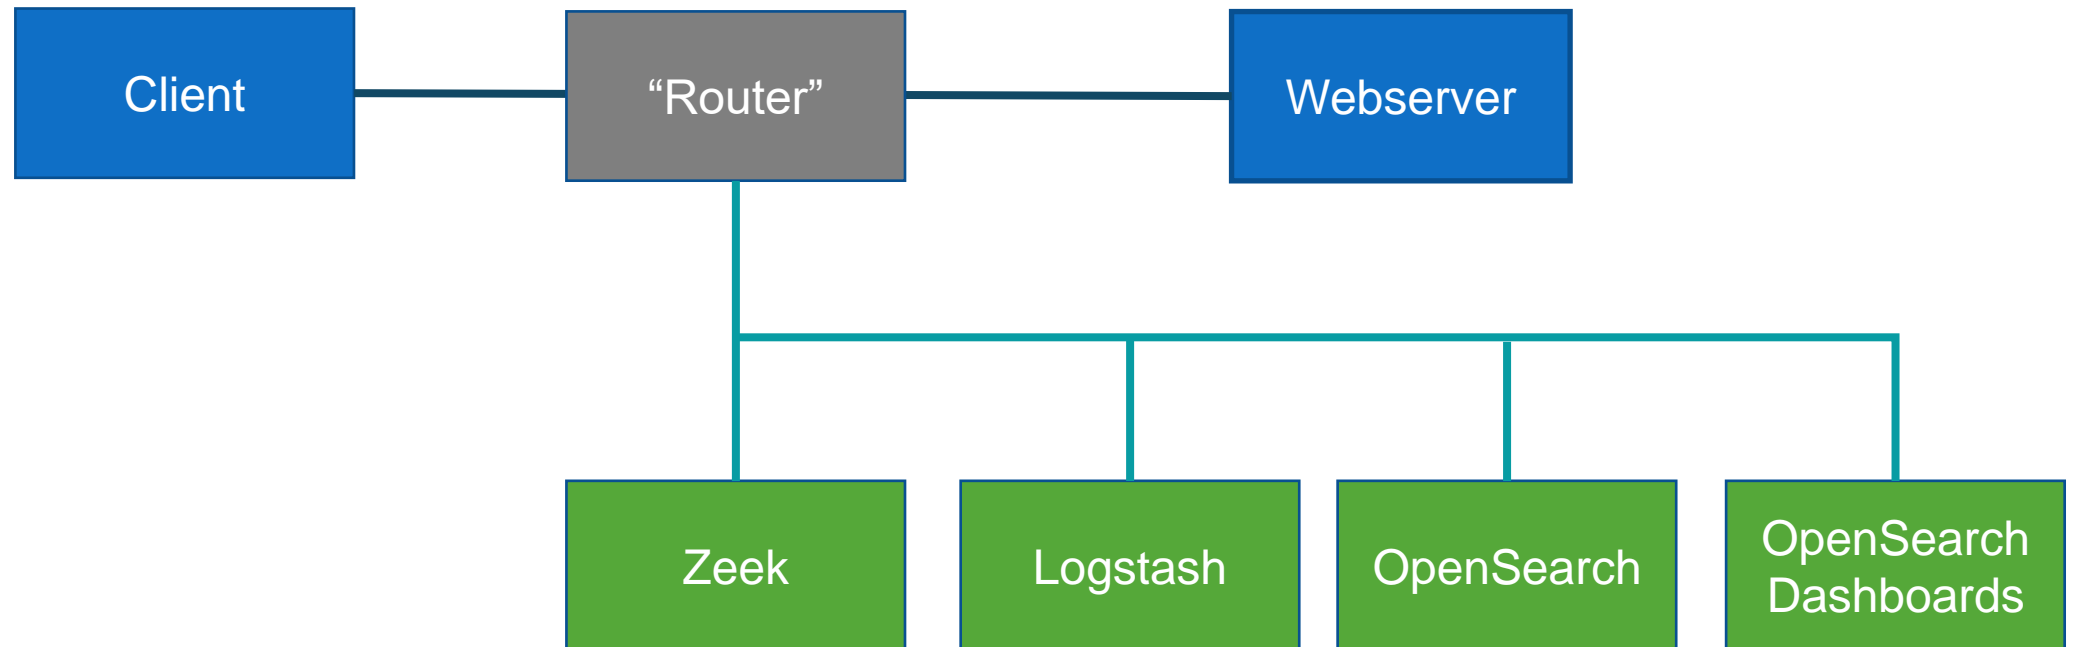 Client
“Router”
Webserver
Zeek
Logstash
OpenSearch
OpenSearch
Dashboards